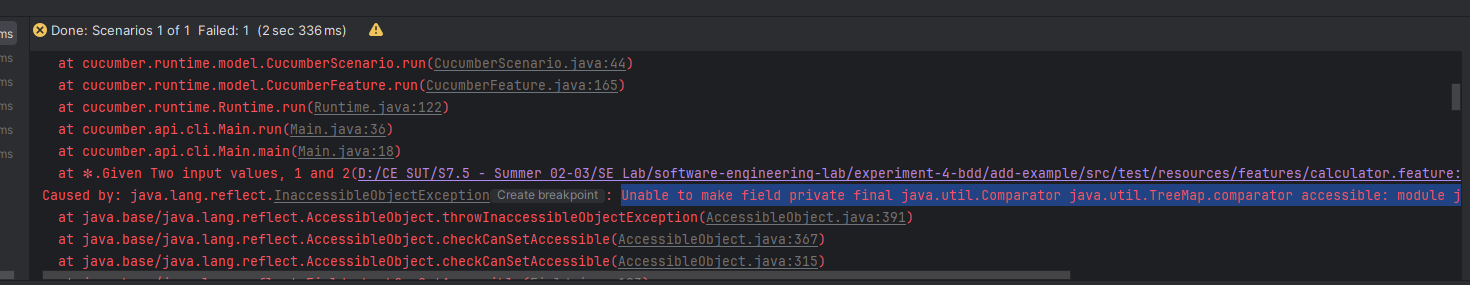 Done: Scenarios 1 of 1 Failed: 1 (2 sec 336 ms)
ms
ms
ms
ms
ms
ms
at cucumber.runtime.model.CucumberScenario.run(CucumberScenario.java:44)
at cucumber.runtime.model.CucumberFeature.run(CucumberFeature.java:165)
at cucumber.runtime.Runtime.run(Runtime.java:122)
at cucumber.api.cli.Main.run(Main.java:36)
at cucumber.api.cli.Main.main(Main.java:18)
at ✻.Given Two input values, 1 and 2(D:/CE SUT/S7.5 - Summer 02-03/SE Lab/software-engineering-lab/experiment-4-bdd/add-example/src/test/resources/features/calculator.feature:
Caused by: java.lang.reflect.InaccessibleObjectException Create breakpoint : Unable to make field private final java.util.Comparator java.util.TreeMap.comparator accessible: module j
at java.base/java.lang.reflect.AccessibleObject.throwInaccessibleObjectException(AccessibleObject.java:391)
at java.base/java.lang.reflect.AccessibleObject.checkCanSetAccessible(AccessibleObject.java:367)
at java.base/java.lang.reflect.AccessibleObject.checkCanSetAccessible(AccessibleObject.java:315)